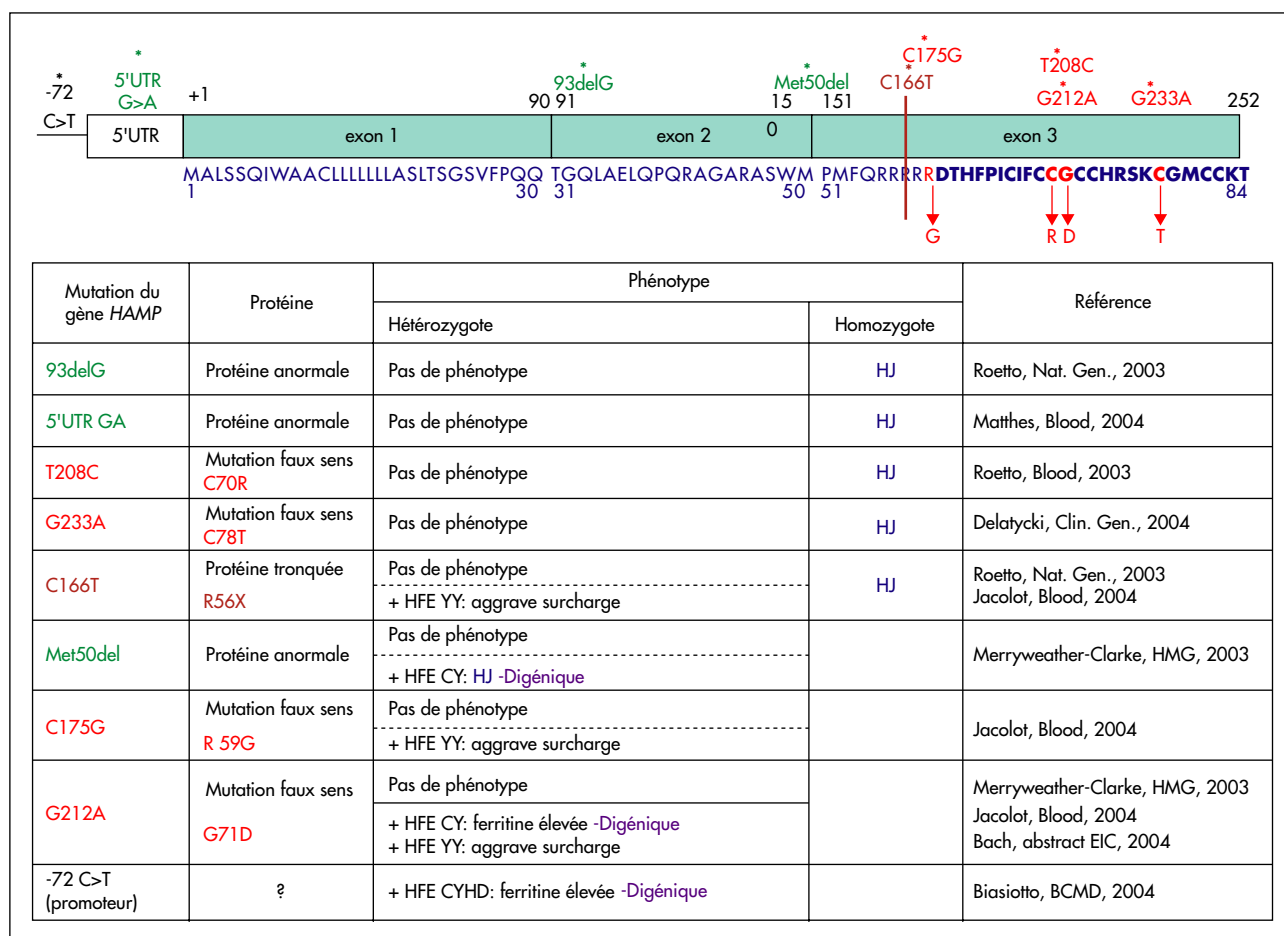 * * * * * * * * *
C175G
5'UTR 93delG Met50del T208C
-72 G>A +1 90 91 15 151 C166T G212A G233A 252
C>T 5'UTR exon 1 exon 2 0 exon 3
MALSSQIWAACLLLLLLLASLTSGSVFPQQ TGQLAELQPQRAGARASWM PMFQRRRRRRDTHFPICIFCCGCCHRSKCGMCCKT
1 30 31 50 51 84
G R D T
Mutation du
gène HAMP
Protéine
Phénotype
Référence
Hétérozygote
Homozygote
93delG Protéine anormale Pas de phénotype HJ Roetto, Nat. Gen., 2003
5'UTR GA Protéine anormale Pas de phénotype HJ Matthes, Blood, 2004
T208C Mutation faux sens Pas de phénotype HJ Roetto, Blood, 2003
C70R
G233A Mutation faux sens Pas de phénotype HJ Delatycki, Clin. Gen., 2004
C78T
C166T Protéine tronquée Pas de phénotype HJ Roetto, Nat. Gen., 2003
R56X + HFE YY: aggrave surcharge Jacolot, Blood, 2004
Met50del Protéine anormale Pas de phénotype Merryweather-Clarke, HMG, 2003
+ HFE CY: HJ -Digénique
C175G Mutation faux sens Pas de phénotype Jacolot, Blood, 2004
R 59G + HFE YY: aggrave surcharge
G212A Mutation faux sens Pas de phénotype Merryweather-Clarke, HMG, 2003
G71D + HFE CY: ferritine élevée -Digénique Jacolot, Blood, 2004
+ HFE YY: aggrave surcharge Bach, abstract EIC, 2004
-72 C>T ? + HFE CYHD: ferritine élevée -Digénique Biasiotto, BCMD, 2004
(promoteur)